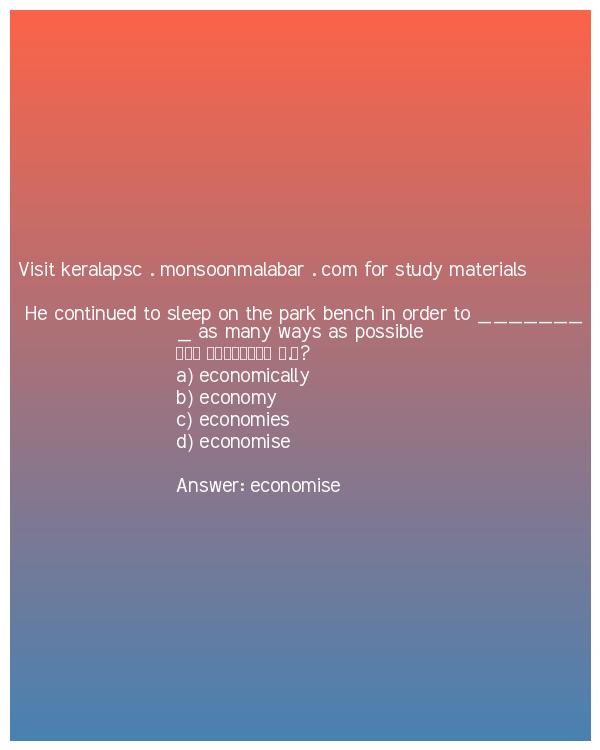 Visit keralapsc . monsoonmalabar . com for study materials
He continued to sleep on the park bench in order to _______
_ as many ways as possible
?
a) economically
b) economy
c) economies
d) economise
Answer: economise